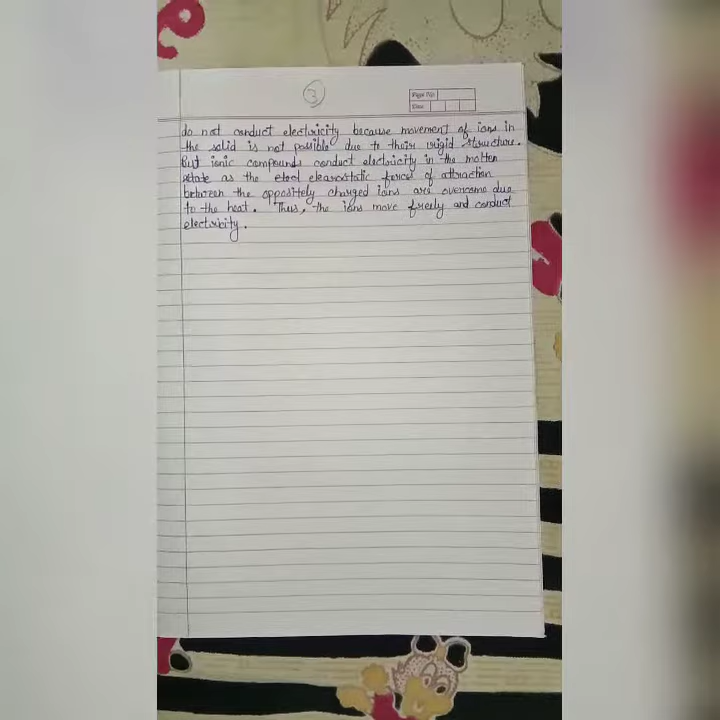 3
Page No.
Date
do not conduct electricity because movement of ions in
the solid is not possible due to their rigid structure.
But ionic compounds conduct electricity in the molten
state as the elect elecrostatic forces of attraction
between the oppositely charged ions are overcome due
to the heat. Thus, the ions move freely and conduct
electricity.